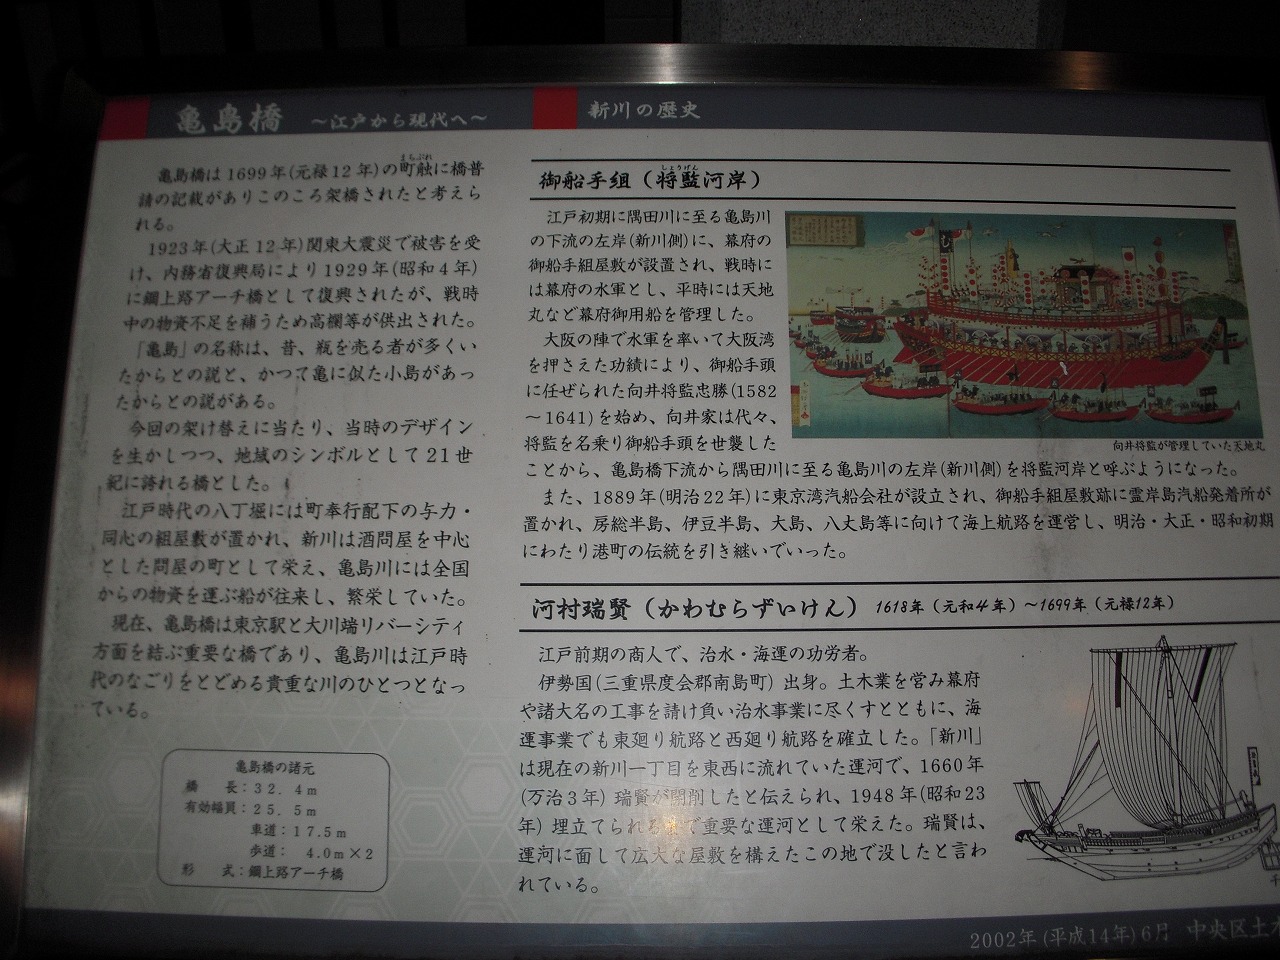 亀島橋 ～江戸から現代へ～
亀島橋は1699年(元禄12年)の町触に橋普
まちぶれ
請の記載がありこのころ架橋されたと考えら
れる。
1923年(大正12年)関東大震災で被害を受
け、内務省復興局により1929年(昭和4年)
に鋼上路アーチ橋として復興されたが、戦時
中の物資不足を補うため高欄等が供出された。
「亀島」の名称は、昔、瓶を売る者が多くい
たからとの説と、かつて亀に似た小島があっ
たからとの説がある。
今回の架け替えに当たり、当時のデザイン
を生かしつつ、地域のシンボルとして21世
紀に誇れる橋とした。
江戸時代の八丁堀には町奉行配下の与力・
同心の組屋敷が置かれ、新川は酒問屋を中心
とした問屋の町として栄え、亀島川には全国
からの物資を運ぶ船が往来し、繁栄していた。
現在、亀島橋は東京駅と大川端リバーシティ
方面を結ぶ重要な橋であり、亀島川は江戸時
代のなごりをとどめる貴重な川のひとつとなっ
ている。
亀島橋の諸元
橋　長：32.4m
有効幅員：25.5m
車道：17.5m
歩道：4.0m×2
形　式：鋼上路アーチ橋
新川の歴史
御船手組（将監河岸）
しょうげん
江戸初期に隅田川に至る亀島川
の下流の左岸(新川側)に、幕府の
御船手組屋敷が設置され、戦時に
は幕府の水軍とし、平時には天地
丸など幕府御用船を管理した。
大阪の陣で水軍を率いて大阪湾
を押さえた功績により、御船手頭
に任ぜられた向井将監忠勝(1582
～1641)を始め、向井家は代々、
将監を名乗り御船手頭を世襲した
ことから、亀島橋下流から隅田川に至る亀島川の左岸(新川側)を将監河岸と呼ぶようになった。
また、1889年(明治22年)に東京湾汽船会社が設立され、御船手組屋敷跡に霊岸島汽船発着所が
置かれ、房総半島、伊豆半島、大島、八丈島等に向けて海上航路を運営し、明治・大正・昭和初期
にわたり港町の伝統を引き継いでいった。
向井将監が管理していた天地丸
河村瑞賢（かわむらずいけん）1618年（元和4年）～1699年（元禄12年）
江戸前期の商人で、治水・海運の功労者。
伊勢国(三重県度会郡南島町)出身。土木業を営み幕府
や諸大名の工事を請け負い治水事業に尽くすとともに、海
運事業でも東廻り航路と西廻り航路を確立した。「新川」
は現在の新川一丁目を東西に流れていた運河で、1660年
(万治3年)瑞賢が開削したと伝えられ、1948年(昭和23
年)埋立てられるまで重要な運河として栄えた。瑞賢は、
運河に面して広大な屋敷を構えたこの地で没したと言わ
れている。
2002年(平成14年)6月 中央区土木